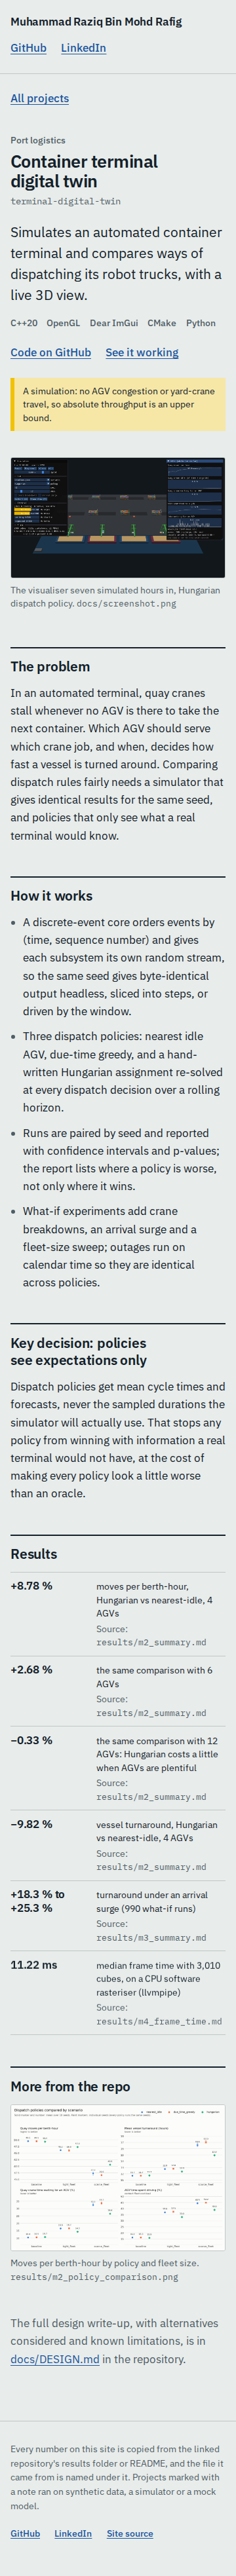 Muhammad Raziq Bin Mohd Rafig
GitHub LinkedIn
All projects
Port logistics
Container terminal
digital twin
terminal-digital-twin
Simulates an automated container
terminal and compares ways of
dispatching its robot trucks, with a
live 3D view.
C++20 OpenGL Dear ImGui CMake Python
Code on GitHub See it working
A simulation: no AGV congestion or yard-crane
travel, so absolute throughput is an upper
bound.
The visualiser seven simulated hours in, Hungarian
dispatch policy. docs/screenshot.png
The problem
In an automated terminal, quay cranes
stall whenever no AGV is there to take the
next container. Which AGV should serve
which crane job, and when, decides how
fast a vessel is turned around. Comparing
dispatch rules fairly needs a simulator that
gives identical results for the same seed,
and policies that only see what a real
terminal would know.
How it works
• A discrete-event core orders events by
(time, sequence number) and gives
each subsystem its own random stream,
so the same seed gives byte-identical
output headless, sliced into steps, or
driven by the window.
• Three dispatch policies: nearest idle
AGV, due-time greedy, and a hand-
written Hungarian assignment re-solved
at every dispatch decision over a rolling
horizon.
• Runs are paired by seed and reported
with confidence intervals and p-values;
the report lists where a policy is worse,
not only where it wins.
• What-if experiments add crane
breakdowns, an arrival surge and a
fleet-size sweep; outages run on
calendar time so they are identical
across policies.
Key decision: policies
see expectations only
Dispatch policies get mean cycle times and
forecasts, never the sampled durations the
simulator will actually use. That stops any
policy from winning with information a real
terminal would not have, at the cost of
making every policy look a little worse
than an oracle.
Results
+8.78 % moves per berth-hour,
Hungarian vs nearest-idle, 4
AGVs
Source:
results/m2_summary.md
+2.68 % the same comparison with 6
AGVs
Source:
results/m2_summary.md
−0.33 % the same comparison with 12
AGVs: Hungarian costs a little
when AGVs are plentiful
Source:
results/m2_summary.md
−9.82 % vessel turnaround, Hungarian
vs nearest-idle, 4 AGVs
Source:
results/m2_summary.md
+18.3 % to turnaround under an arrival
+25.3 % surge (990 what-if runs)
Source:
results/m3_summary.md
11.22 ms median frame time with 3,010
cubes, on a CPU software
rasteriser (llvmpipe)
Source:
results/m4_frame_time.md
More from the repo
Dispatch policies compared by scenario
Moves per berth-hour by policy and fleet size.
results/m2_policy_comparison.png
The full design write-up, with alternatives
considered and known limitations, is in
docs/DESIGN.md in the repository.
Every number on this site is copied from the linked
repository's results folder or README, and the file it
came from is named under it. Projects marked with
a note ran on synthetic data, a simulator or a mock
model.
GitHub LinkedIn Site source